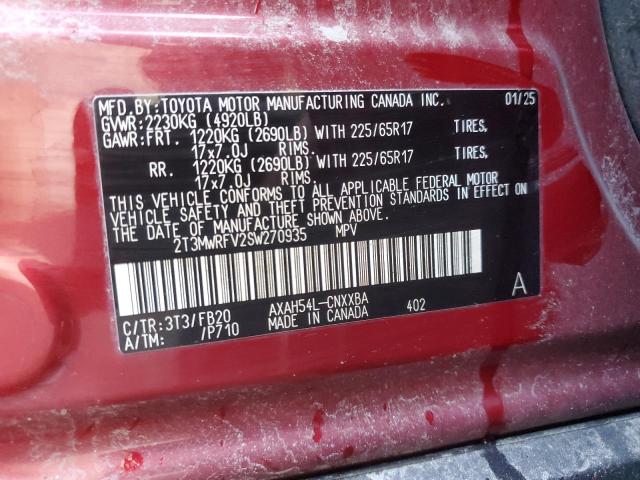 MFD.BY:TOYOTA MOTOR MANUFACTURING CANADA INC. 01/25
GVWR:2230KG (4920LB)
GAWR:FRT. 1220KG (2690LB) WITH 225/65R17 TIRES,
17x7.0J RIMS.
RR. 1220KG (2690LB) WITH 225/65R17 TIRES,
17x7.0J RIMS.
THIS VEHICLE CONFORMS TO ALL APPLICABLE FEDERAL MOTOR
VEHICLE SAFETY AND THEFT PREVENTION STANDARDS IN EFFECT ON
THE DATE OF MANUFACTURE SHOWN ABOVE.
2T3MWRFV2SW270935 MPV
C/TR:3T3/FB20 AXAH54L-CNXXBA 402 A
A/TM: /P710 MADE IN CANADA